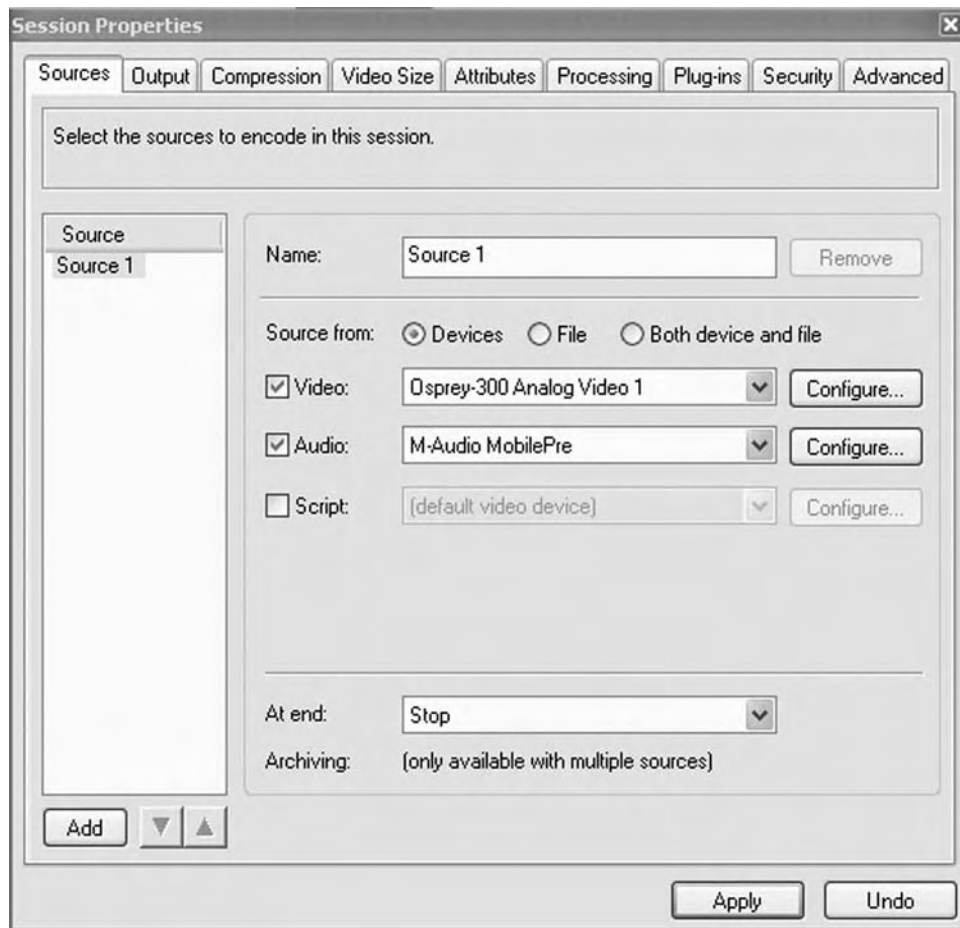 Session Properties
Sources Output Compression Video Size Attributes Processing Plug-ins Security Advanced
Select the sources to encode in this session.
Source
Source 1
Name: Source 1 Remove
Source from: Devices File Both device and file
Video: Osprey-300 Analog Video 1 Configure...
Audio: M-Audio MobilePre Configure...
Script: (default video device) Configure...
At end: Stop
Archiving: (only available with multiple sources)
Add
Apply Undo